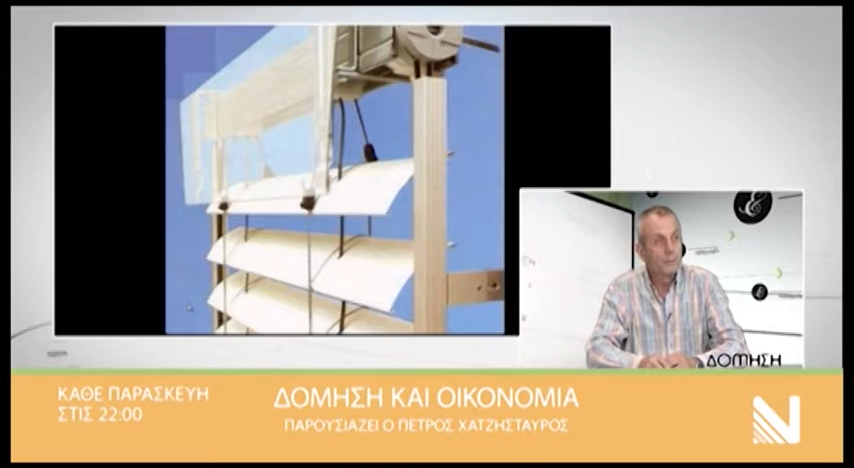 ΔΟΜΗΣΗ
ΚΑΘΕ ΠΑΡΑΣΚΕΥΗ
ΣΤΙΣ 22:00
ΔΟΜΗΣΗ ΚΑΙ ΟΙΚΟΝΟΜΙΑ
ΠΑΡΟΥΣΙΑΖΕΙ Ο ΠΕΤΡΟΣ ΧΑΤΖΗΣΤΑΥΡΟΣ
N